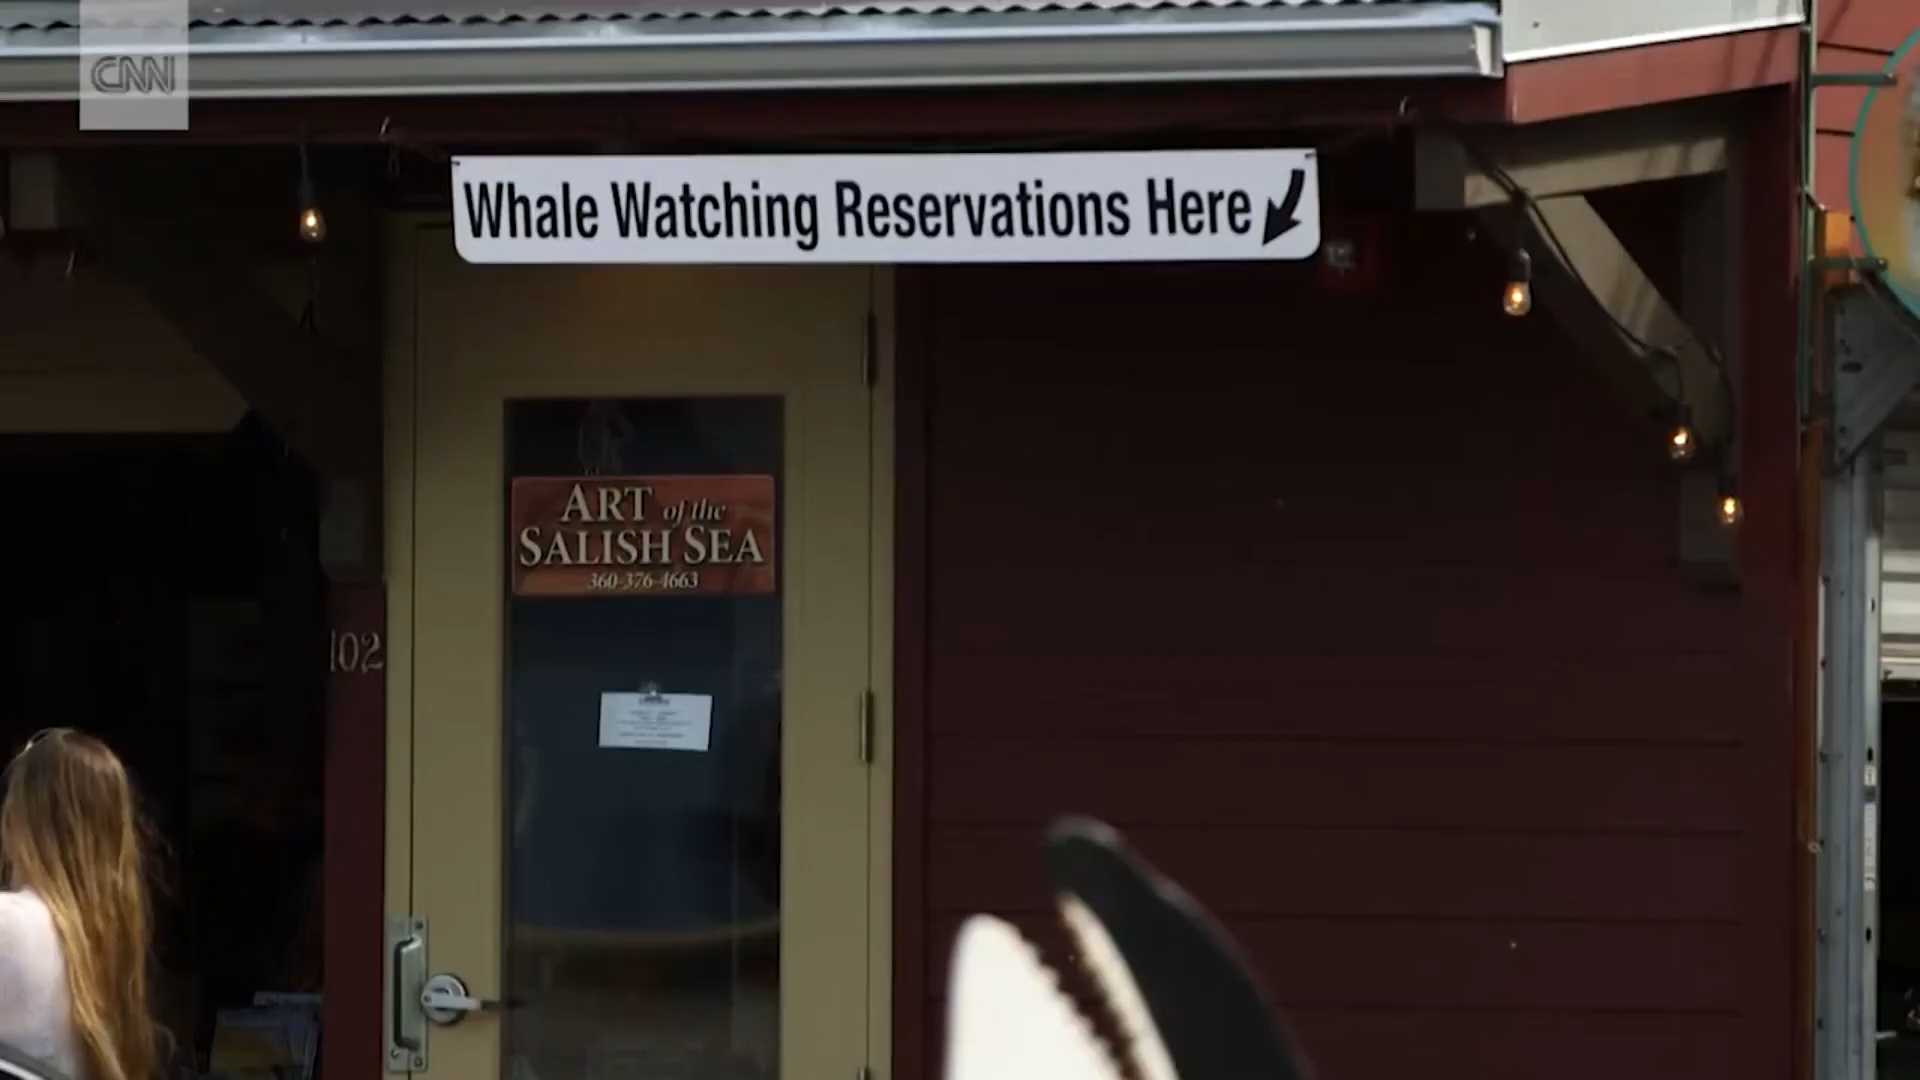 CNN
Whale Watching Reservations Here
ART of the
SALISH SEA
360-376-4663
102